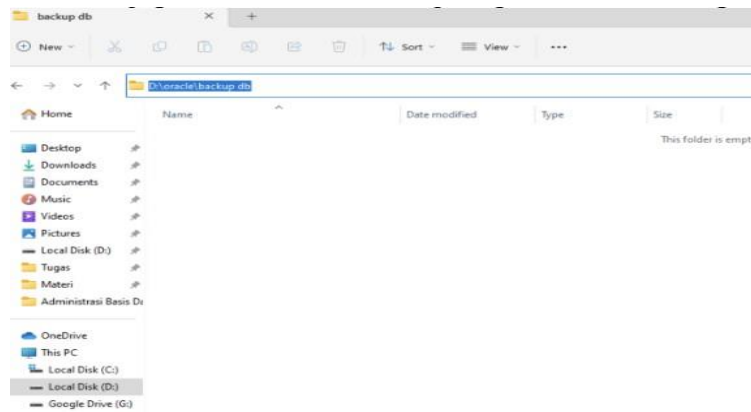 backup db
New Sort View
D:\oracle\backup db
Home Name Date modified Type Size
This folder is empt
Desktop
Downloads
Documents
Music
Videos
Pictures
Local Disk (D:)
Tugas
Materi
Administrasi Basis Da
OneDrive
This PC
Local Disk (C:)
Local Disk (D:)
Google Drive (G:)